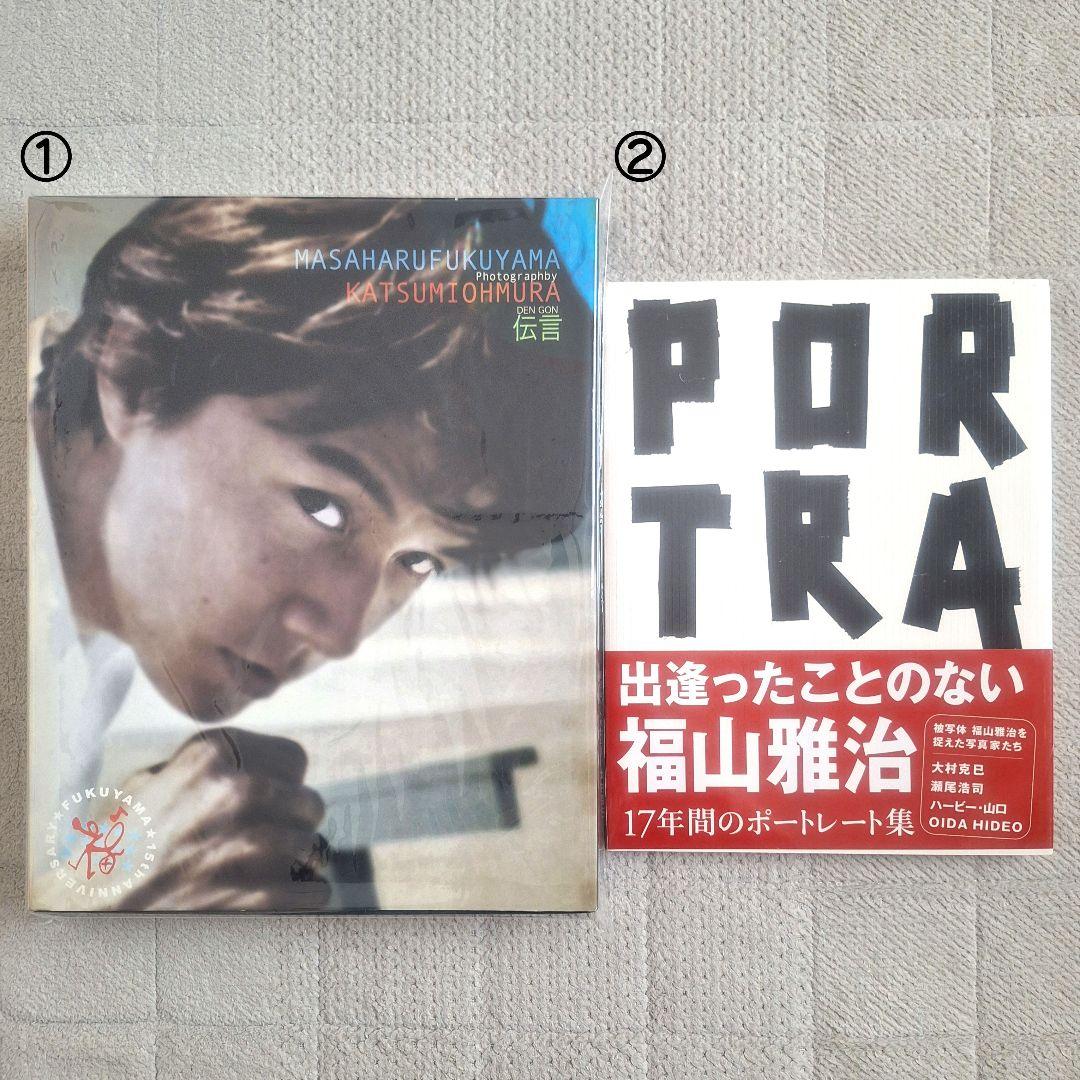 ①
MASAHARUFUKUYAMA
Photographby
KATSUMIOHMURA
DEN GON
伝言
★FUKUYAMA★15thANNIVERSARY
②
POR
TRA
出逢ったことのない
福山雅治
17年間のポートレート集
被写体 福山雅治を
捉えた写真家たち
大村克巳
瀬尾浩司
ハービー・山口
OIDA HIDEO